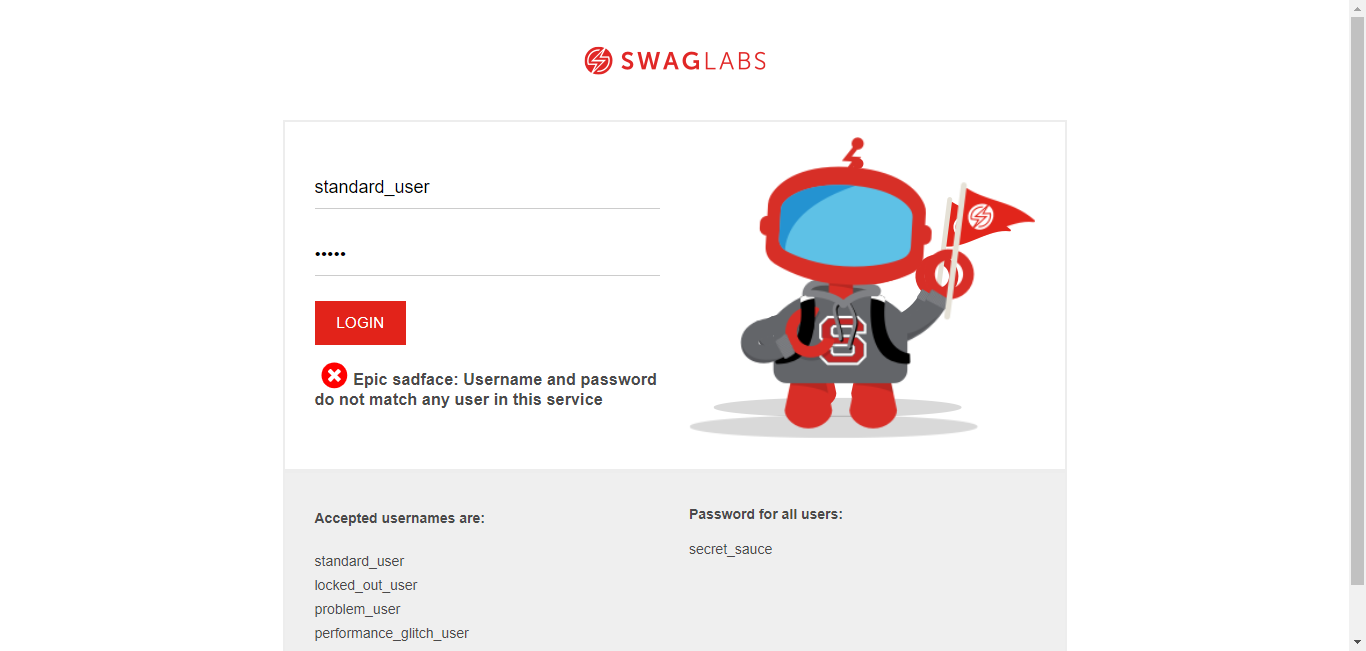 SWAGLABS
standard_user
•••••
LOGIN
Epic sadface: Username and password
do not match any user in this service
S
Accepted usernames are:
standard_user
locked_out_user
problem_user
performance_glitch_user
Password for all users:
secret_sauce